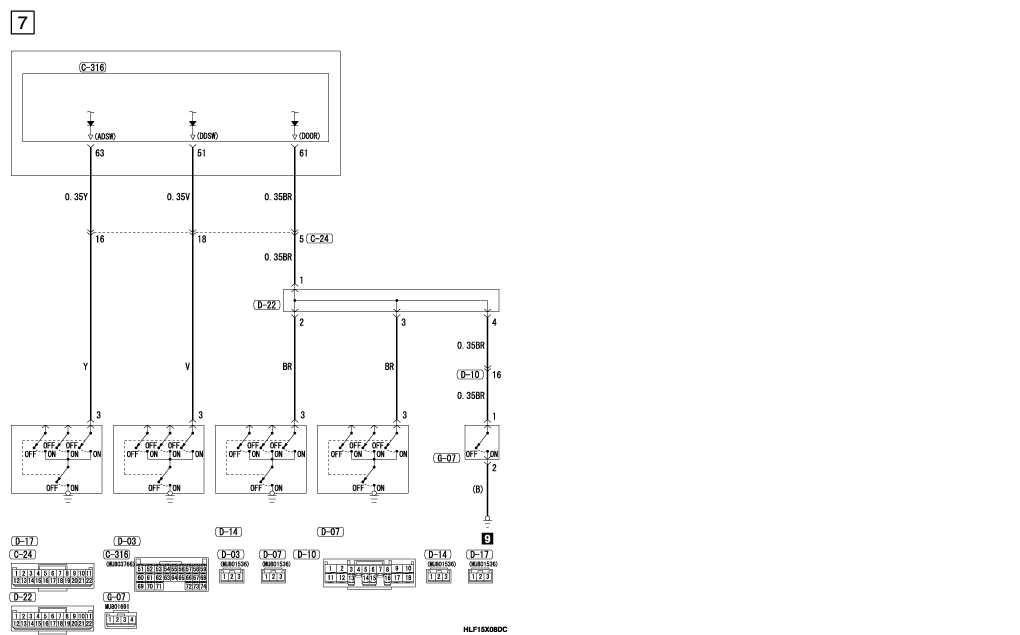 7
C-316
(ADSW) (DDSW) (DOOR)
63 51 61
0.35Y 0.35V 0.35BR
16 18 5 C-24
0.35BR
1
D-22
2 3 4
0.35BR
Y V BR BR
D-10 16
0.35BR
3 3 3 3 1
OFF OFF OFF OFF OFF OFF OFF OFF
OFF ON ON ON OFF ON ON ON OFF ON ON ON OFF ON ON ON OFF ON
G-07 2
OFF ON OFF ON OFF ON OFF ON
(B)
D-17 D-03 D-14 D-07
9
C-24 C-316 D-03 D-07 D-10 D-14 D-17
(MU803766) (MU801536) (MU801536) (MU801536) (MU801536)
1 2 3 4 5 6 7 8 9 10 11
12 13 14 15 16 17 18 19 20 21 22
51 52 53 54 55 56 57 58 59
60 61 62 63 64 65 66 67 68
69 70 71 72 73 74
1 2 3
1 2 3
1 2 3 4 5 6 7 8 9 10
11 12 13 14 15 16 17 18
1 2 3
1 2 3
D-22 G-07
MU801691
1 2 3 4 5 6 7 8 9 10 11
12 13 14 15 16 17 18 19 20 21 22
1 2 3 4
HLF15X08DC